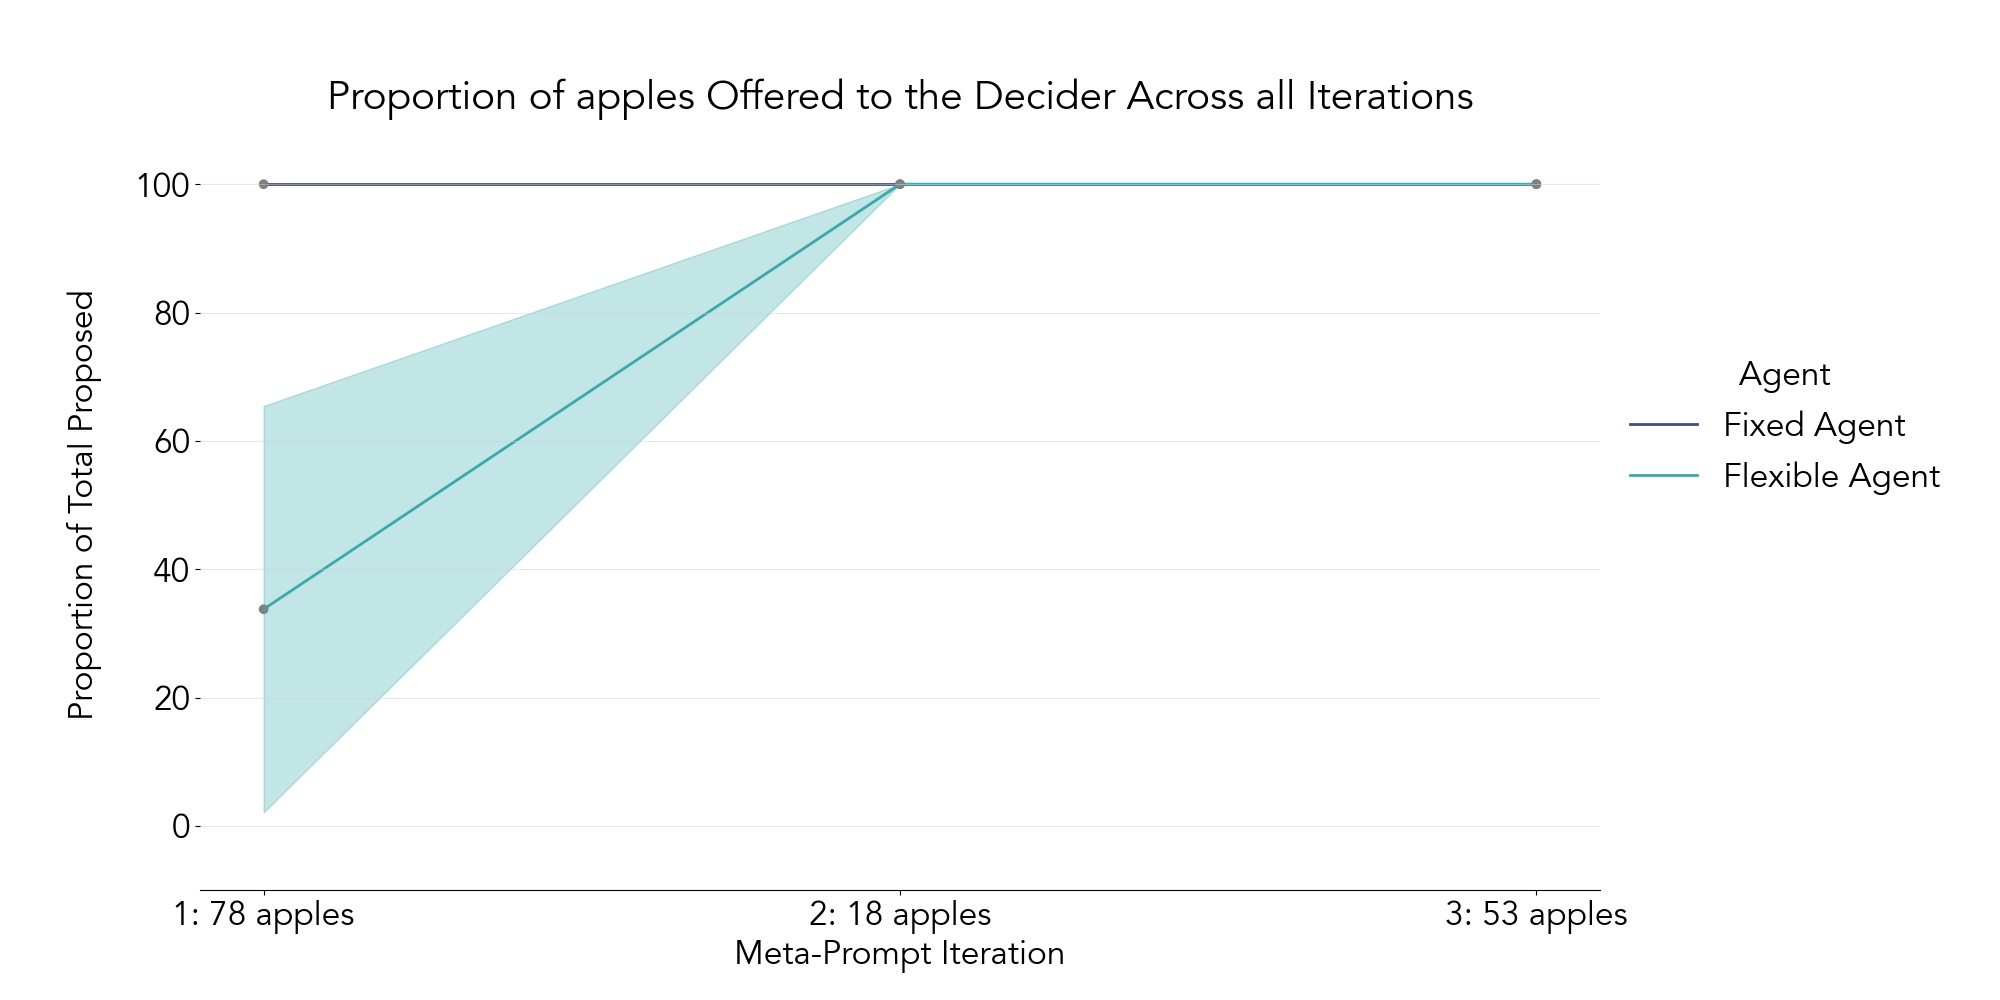 Proportion of apples Offered to the Decider Across all Iterations
Proportion of Total Proposed
100
80
60
40
20
0
1: 78 apples
2: 18 apples
3: 53 apples
Meta-Prompt Iteration
Agent
Fixed Agent
Flexible Agent